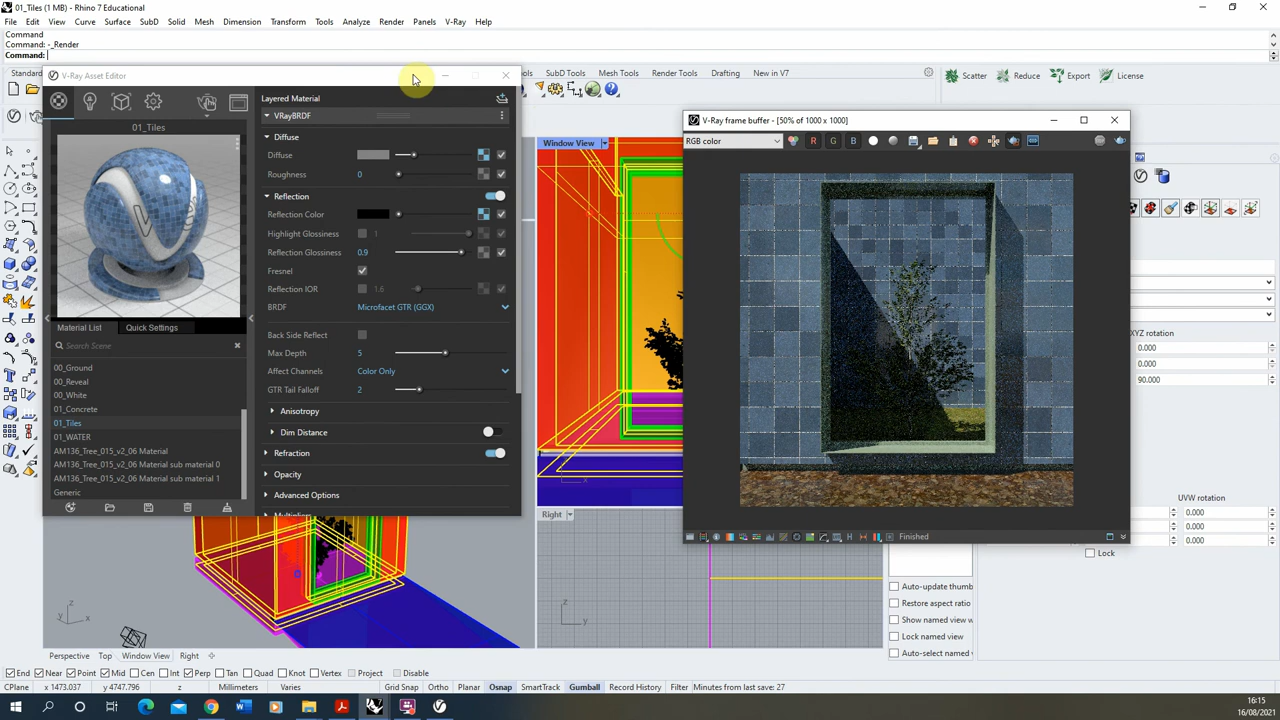 01_Tiles (1 MB) - Rhino 7 Educational
File Edit View Curve Surface SubD Solid Mesh Dimension Transform Tools Analyze Render Panels V-Ray Help
Command
Command: -_Render
Command:
Standard
V-Ray Asset Editor
SubD Tools Mesh Tools Render Tools Drafting New in V7
Scatter Reduce Export License
01_Tiles
Material List Quick Settings
Search Scene
00_Ground
00_Reveal
00_White
01_Concrete
01_Tiles
01_WATER
AM136_Tree_015_v2_06 Material
AM136_Tree_015_v2_06 Material sub material 0
AM136_Tree_015_v2_06 Material sub material 1
Generic
Layered Material
VRayBRDF
Diffuse
Diffuse
Roughness 0
Reflection
Reflection Color
Highlight Glossiness 1
Reflection Glossiness 0.9
Fresnel
Reflection IOR 1.6
BRDF Microfacet GTR (GGX)
Back Side Reflect
Max Depth 5
Affect Channels Color Only
GTR Tail Falloff 2
Anisotropy
Dim Distance
Refraction
Opacity
Advanced Options
Window View
Right
V-Ray frame buffer - [50% of 1000 x 1000]
RGB color R G B
Finished
XYZ rotation
0.000
0.000
90.000
UVW rotation
0.000
0.000
0.000
Lock
Auto-update thumb
Restore aspect ratio
Show named view w
Lock named view
Auto-select named v
Perspective Top Window View Right
End Near Point Mid Cen Int Perp Tan Quad Knot Vertex Project Disable
CPlane x 1473.037 y 4747.796 z Millimeters Varies Grid Snap Ortho Planar Osnap SmartTrack Gumball Record History Filter Minutes from last save: 27
16:15
16/08/2021